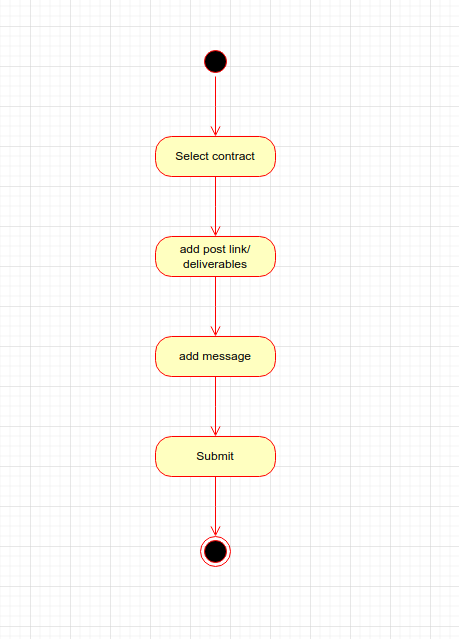 Select contract
add post link/
deliverables
add message
Submit